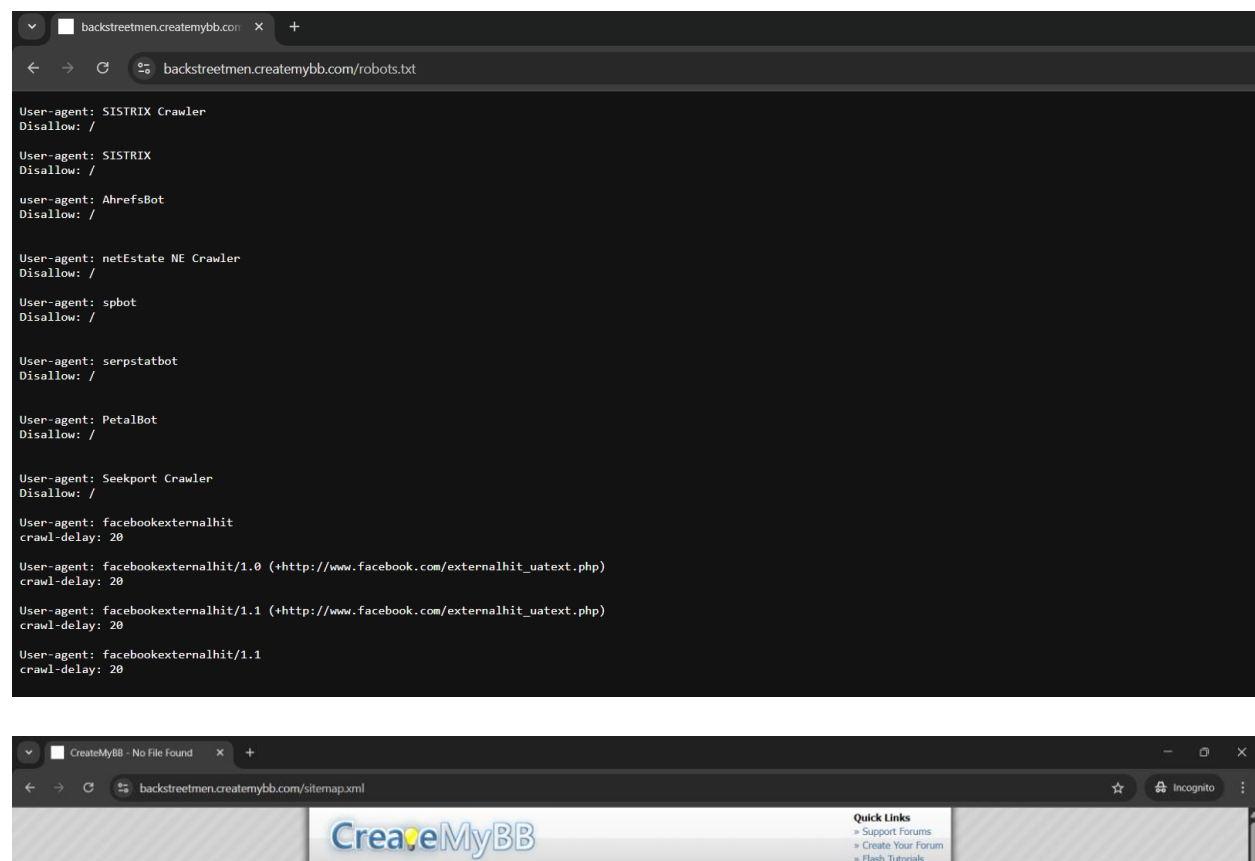 backstreetmen.createmybb.com
backstreetmen.createmybb.com/robots.txt
User-agent: SISTRIX Crawler
Disallow: /
User-agent: SISTRIX
Disallow: /
user-agent: AhrefsBot
Disallow: /
User-agent: netEstate NE Crawler
Disallow: /
User-agent: spbot
Disallow: /
User-agent: serpstatbot
Disallow: /
User-agent: PetalBot
Disallow: /
User-agent: Seekport Crawler
Disallow: /
User-agent: facebookexternalhit
crawl-delay: 20
User-agent: facebookexternalhit/1.0 (+http://www.facebook.com/externalhit_uatext.php)
crawl-delay: 20
User-agent: facebookexternalhit/1.1 (+http://www.facebook.com/externalhit_uatext.php)
crawl-delay: 20
User-agent: facebookexternalhit/1.1
crawl-delay: 20
CreateMyBB - No File Found
backstreetmen.createmybb.com/sitemap.xml
Incognito
CreateMyBB
Quick Links
» Support Forums
» Create Your Forum
» Flash Tutorials